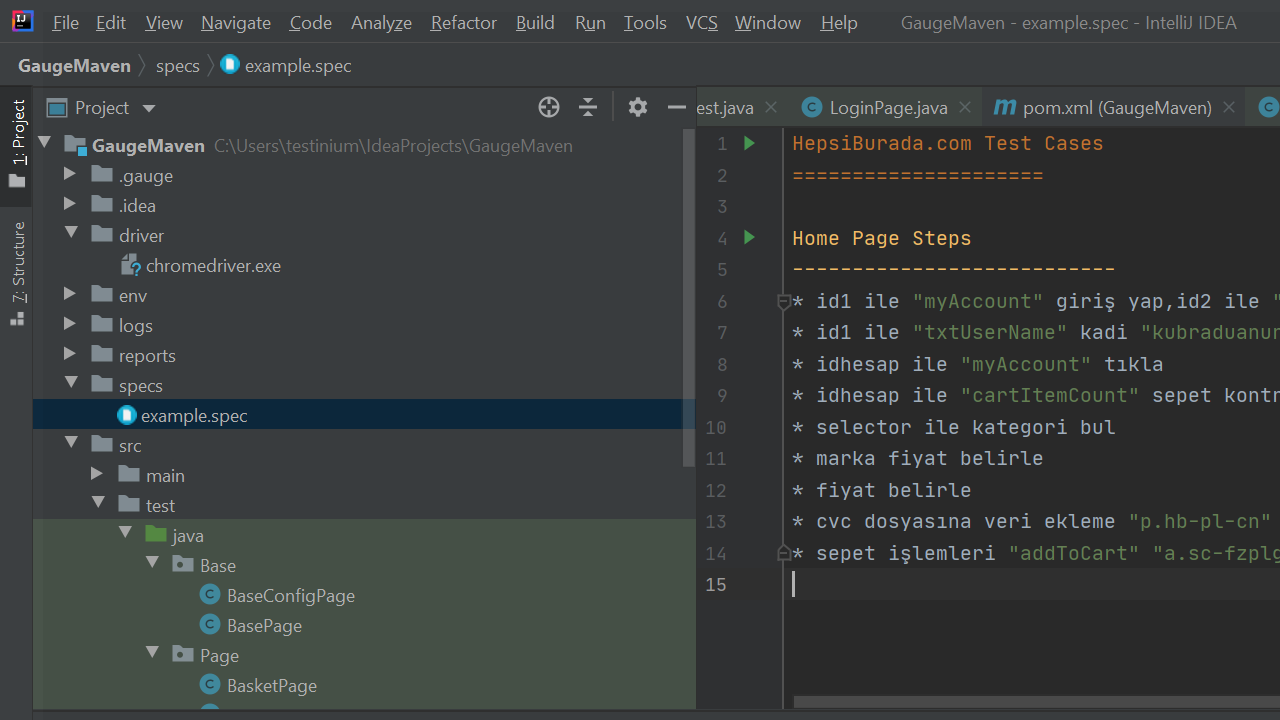 File Edit View Navigate Code Analyze Refactor Build Run Tools VCS Window Help GaugeMaven - example.spec - IntelliJ IDEA
GaugeMaven specs example.spec
1: Project
7: Structure
Project
GaugeMaven C:\Users\testinium\IdeaProjects\GaugeMaven
.gauge
.idea
driver
chromedriver.exe
env
logs
reports
specs
example.spec
src
main
test
java
Base
BaseConfigPage
BasePage
Page
BasketPage
est.java LoginPage.java pom.xml (GaugeMaven)
1 HepsiBurada.com Test Cases
2 =====================
3
4 Home Page Steps
5 ---------------------------
6 * id1 ile "myAccount" giriş yap,id2 ile "
7 * id1 ile "txtUserName" kadi "kubraduanur
8 * idhesap ile "myAccount" tıkla
9 * idhesap ile "cartItemCount" sepet kontr
10 * selector ile kategori bul
11 * marka fiyat belirle
12 * fiyat belirle
13 * cvc dosyasına veri ekleme "p.hb-pl-cn"
14 * sepet işlemleri "addToCart" "a.sc-fzplg
15